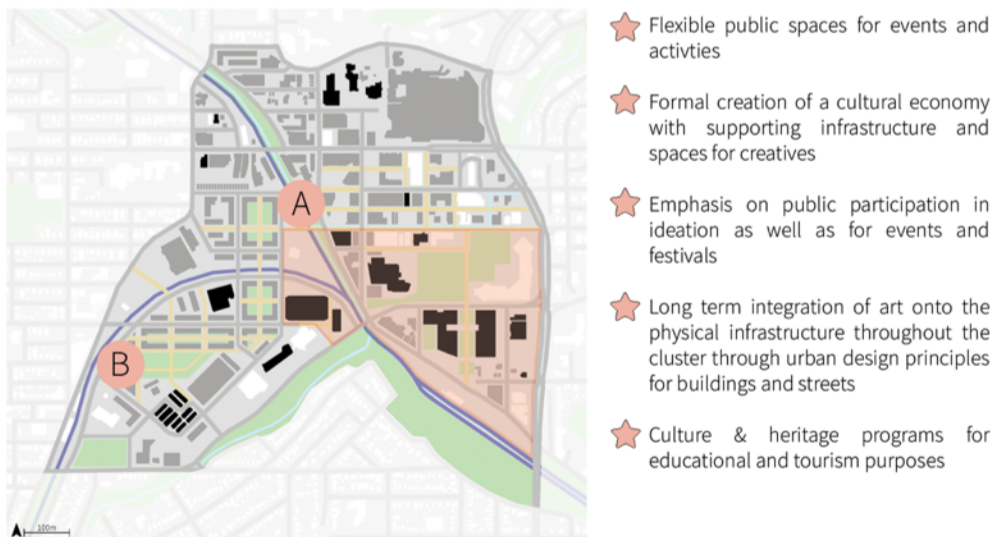 A
B
100m
Flexible public spaces for events and
activties
Formal creation of a cultural economy
with supporting infrastructure and
spaces for creatives
Emphasis on public participation in
ideation as well as for events and
festivals
Long term integration of art onto the
physical infrastructure throughout the
cluster through urban design principles
for buildings and streets
Culture & heritage programs for
educational and tourism purposes